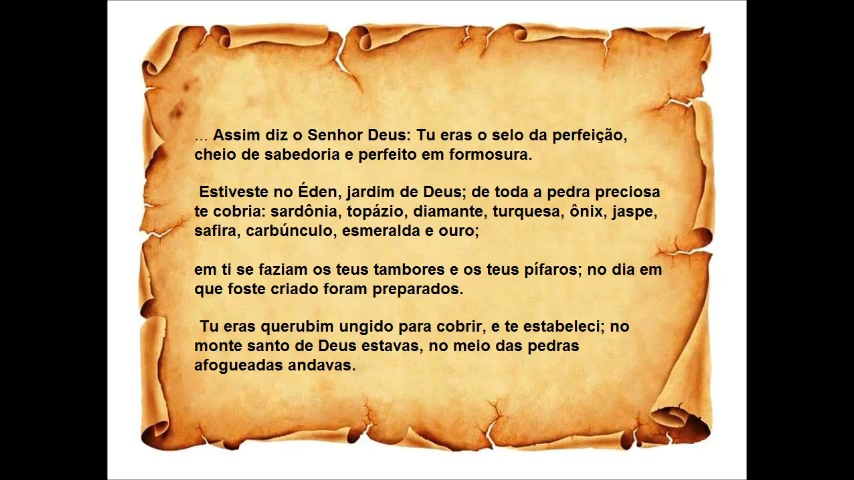 ... Assim diz o Senhor Deus: Tu eras o selo da perfeição,
cheio de sabedoria e perfeito em formosura.
Estiveste no Éden, jardim de Deus; de toda a pedra preciosa
te cobria: sardônia, topázio, diamante, turquesa, ônix, jaspe,
safira, carbúnculo, esmeralda e ouro;
em ti se faziam os teus tambores e os teus pífaros; no dia em
que foste criado foram preparados.
Tu eras querubim ungido para cobrir, e te estabeleci; no
monte santo de Deus estavas, no meio das pedras
afogueadas andavas.